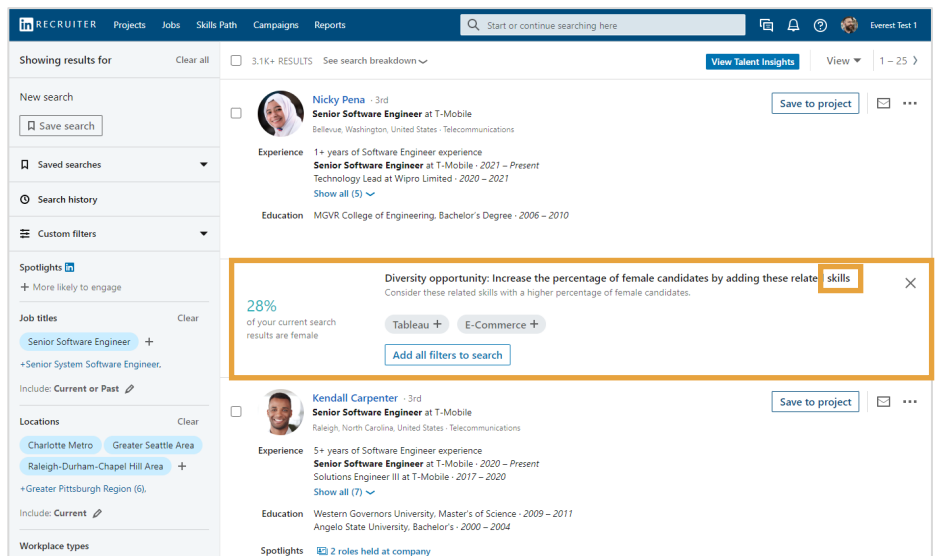 in RECRUITER Projects Jobs Skills Path Campaigns Reports Start or continue searching here Everest Test 1
Showing results for Clear all
New search
Save search
Saved searches
Search history
Custom filters
Spotlights in
+ More likely to engage
Job titles Clear
Senior Software Engineer +
+Senior System Software Engineer.
Include: Current or Past
Locations Clear
Charlotte Metro Greater Seattle Area
Raleigh-Durham-Chapel Hill Area +
+Greater Pittsburgh Region (6).
Include: Current
Workplace types
3.1K+ RESULTS See search breakdown View Talent Insights View 1 – 25
Nicky Pena · 3rd Save to project
Senior Software Engineer at T-Mobile
Bellevue, Washington, United States · Telecommunications
Experience 1+ years of Software Engineer experience
Senior Software Engineer at T-Mobile · 2021 – Present
Technology Lead at Wipro Limited · 2020 – 2021
Show all (5)
Education MGVR College of Engineering, Bachelor's Degree · 2006 – 2010
28%
of your current search
results are female
Diversity opportunity: Increase the percentage of female candidates by adding these related skills
Consider these related skills with a higher percentage of female candidates.
Tableau + E-Commerce +
Add all filters to search
Kendall Carpenter · 3rd Save to project
Senior Software Engineer at T-Mobile
Raleigh, North Carolina, United States · Telecommunications
Experience 5+ years of Software Engineer experience
Senior Software Engineer at T-Mobile · 2020 – Present
Solutions Engineer III at T-Mobile · 2017 – 2020
Show all (7)
Education Western Governors University, Master's of Science · 2009 – 2011
Angelo State University, Bachelor's · 2000 – 2004
Spotlights 2 roles held at company